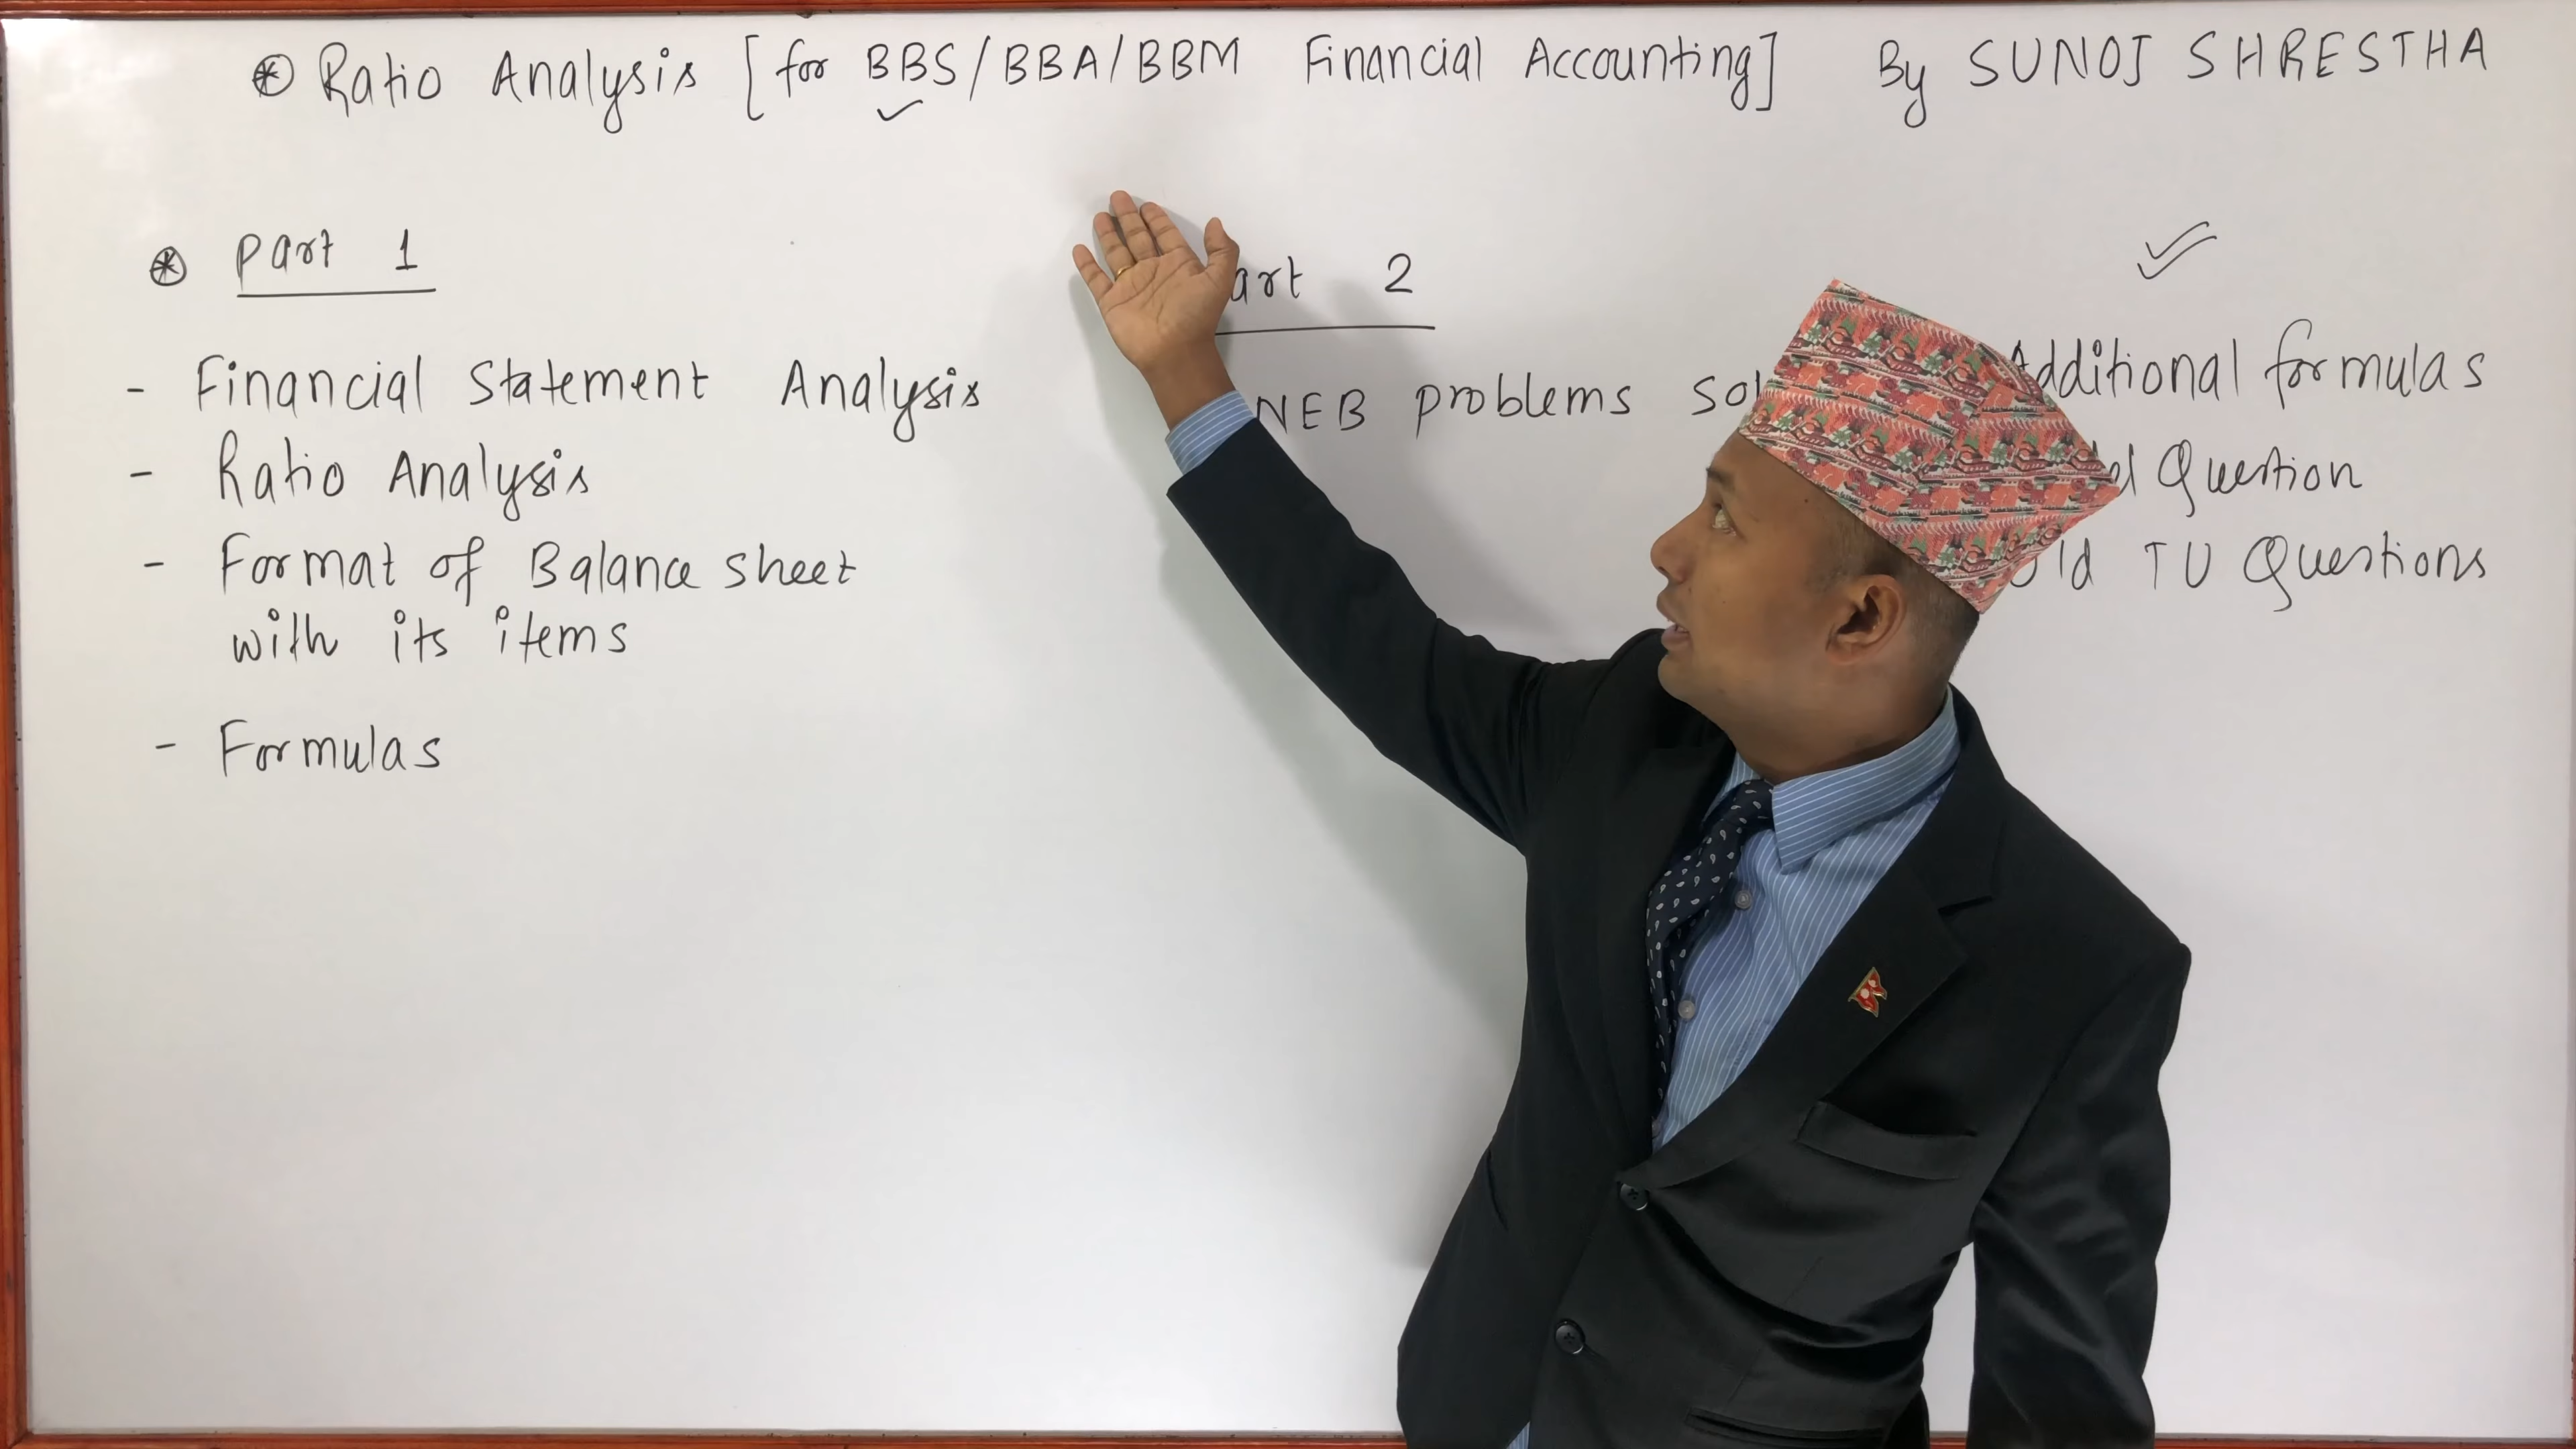 Ratio Analysis [for BBS/BBA/BBM Financial Accounting] By SUNOJ SHRESTHA
Part 1
- Financial Statement Analysis
- Ratio Analysis
- Format of Balance sheet
with its items
- Formulas
2
NEB problems
Additional formulas
Question
TU Questions